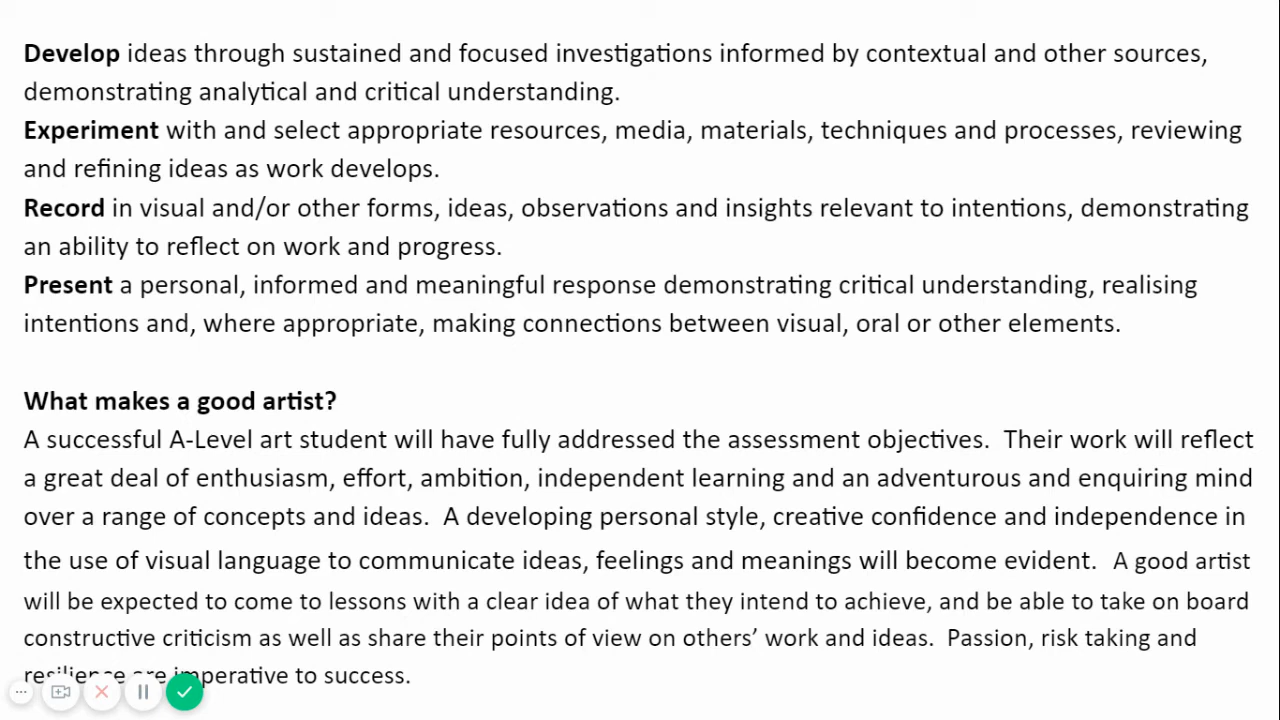 Develop ideas through sustained and focused investigations informed by contextual and other sources,
demonstrating analytical and critical understanding.
Experiment with and select appropriate resources, media, materials, techniques and processes, reviewing
and refining ideas as work develops.
Record in visual and/or other forms, ideas, observations and insights relevant to intentions, demonstrating
an ability to reflect on work and progress.
Present a personal, informed and meaningful response demonstrating critical understanding, realising
intentions and, where appropriate, making connections between visual, oral or other elements.
What makes a good artist?
A successful A-Level art student will have fully addressed the assessment objectives.  Their work will reflect
a great deal of enthusiasm, effort, ambition, independent learning and an adventurous and enquiring mind
over a range of concepts and ideas.  A developing personal style, creative confidence and independence in
the use of visual language to communicate ideas, feelings and meanings will become evident.  A good artist
will be expected to come to lessons with a clear idea of what they intend to achieve, and be able to take on board
constructive criticism as well as share their points of view on others’ work and ideas.  Passion, risk taking and
resilience are imperative to success.